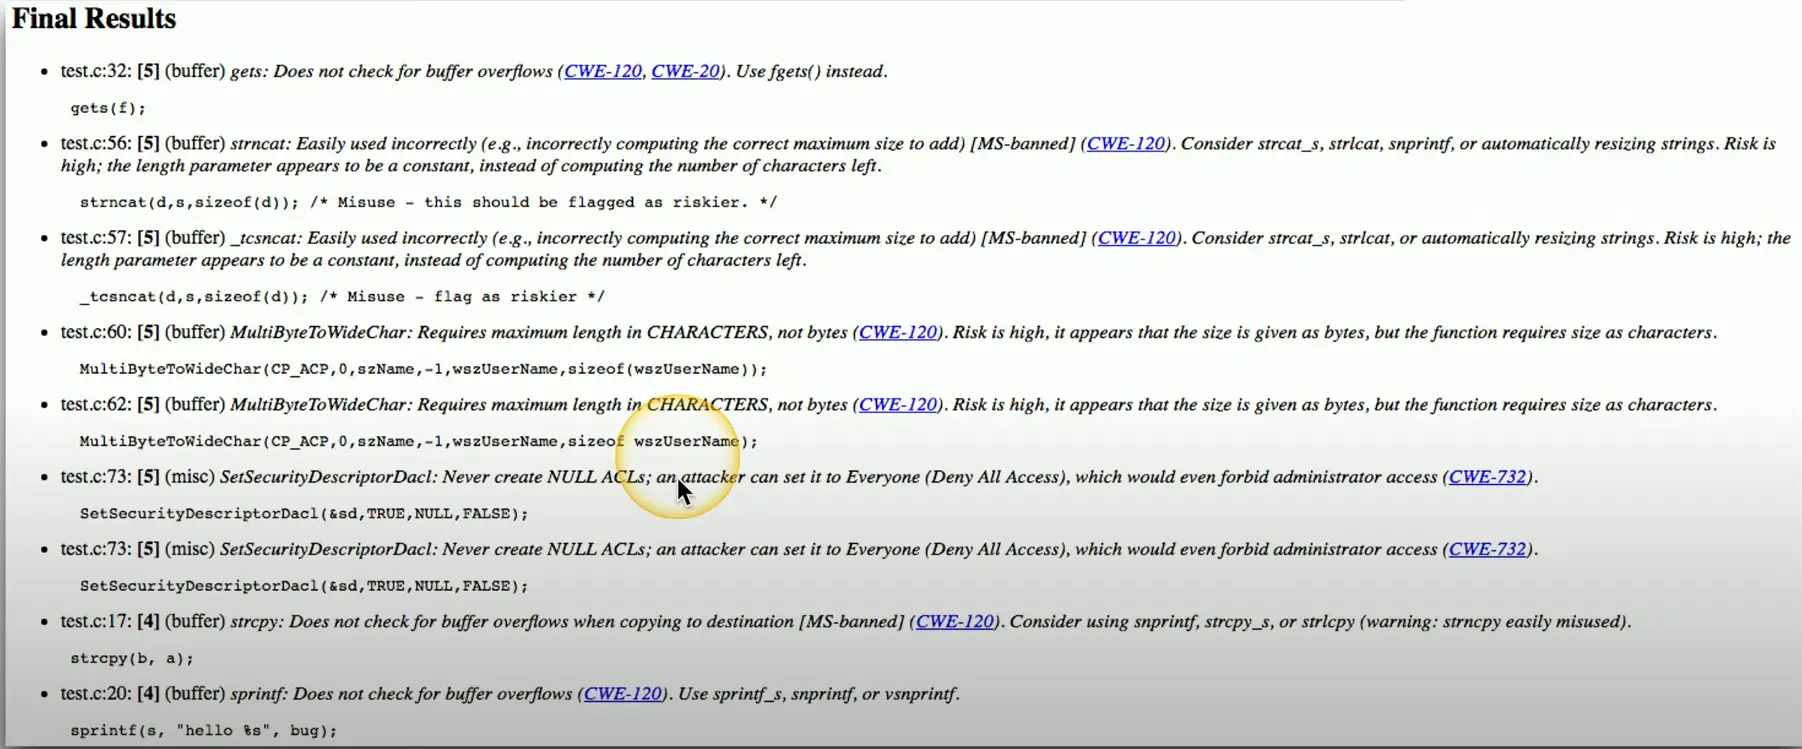 Final Results
• test.c:32: [5] (buffer) gets: Does not check for buffer overflows (CWE-120, CWE-20). Use fgets() instead.
gets(f);
• test.c:56: [5] (buffer) strncat: Easily used incorrectly (e.g., incorrectly computing the correct maximum size to add) [MS-banned] (CWE-120). Consider strcat_s, strlcat, snprintf, or automatically resizing strings. Risk is
high; the length parameter appears to be a constant, instead of computing the number of characters left.
strncat(d,s,sizeof(d)); /* Misuse - this should be flagged as riskier. */
• test.c:57: [5] (buffer) _tcsncat: Easily used incorrectly (e.g., incorrectly computing the correct maximum size to add) [MS-banned] (CWE-120). Consider strcat_s, strlcat, or automatically resizing strings. Risk is high; the
length parameter appears to be a constant, instead of computing the number of characters left.
_tcsncat(d,s,sizeof(d)); /* Misuse - flag as riskier */
• test.c:60: [5] (buffer) MultiByteToWideChar: Requires maximum length in CHARACTERS, not bytes (CWE-120). Risk is high, it appears that the size is given as bytes, but the function requires size as characters.
MultiByteToWideChar(CP_ACP,0,szName,-1,wszUserName,sizeof(wszUserName));
• test.c:62: [5] (buffer) MultiByteToWideChar: Requires maximum length in CHARACTERS, not bytes (CWE-120). Risk is high, it appears that the size is given as bytes, but the function requires size as characters.
MultiByteToWideChar(CP_ACP,0,szName,-1,wszUserName,sizeof wszUserName);
• test.c:73: [5] (misc) SetSecurityDescriptorDacl: Never create NULL ACLs; an attacker can set it to Everyone (Deny All Access), which would even forbid administrator access (CWE-732).
SetSecurityDescriptorDacl(&sd,TRUE,NULL,FALSE);
• test.c:73: [5] (misc) SetSecurityDescriptorDacl: Never create NULL ACLs; an attacker can set it to Everyone (Deny All Access), which would even forbid administrator access (CWE-732).
SetSecurityDescriptorDacl(&sd,TRUE,NULL,FALSE);
• test.c:17: [4] (buffer) strcpy: Does not check for buffer overflows when copying to destination [MS-banned] (CWE-120). Consider using snprintf, strcpy_s, or strlcpy (warning: strncpy easily misused).
strcpy(b, a);
• test.c:20: [4] (buffer) sprintf: Does not check for buffer overflows (CWE-120). Use sprintf_s, snprintf, or vsnprintf.
sprintf(s, "hello %s", bug);